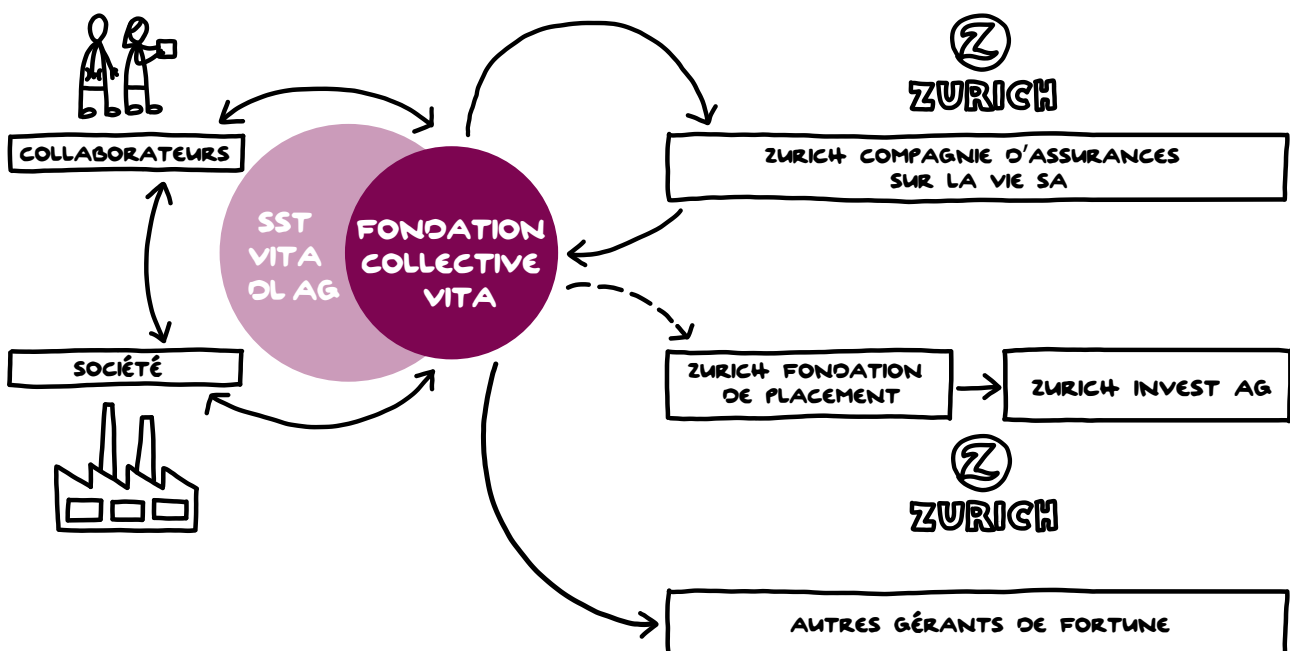 Z
ZURICH
COLLABORATEURS
ZURICH COMPAGNIE D'ASSURANCES
SUR LA VIE SA
SST
VITA
DL AG
FONDATION
COLLECTIVE
VITA
SOCIÉTÉ
ZURICH FONDATION
DE PLACEMENT
ZURICH INVEST AG
Z
ZURICH
AUTRES GÉRANTS DE FORTUNE